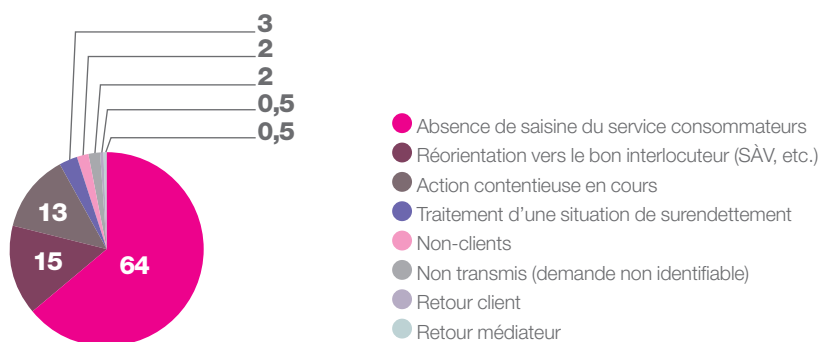 3
2
2
0,5
0,5
13
15
64
Absence de saisine du service consommateurs
Réorientation vers le bon interlocuteur (SÀV, etc.)
Action contentieuse en cours
Traitement d’une situation de surendettement
Non-clients
Non transmis (demande non identifiable)
Retour client
Retour médiateur